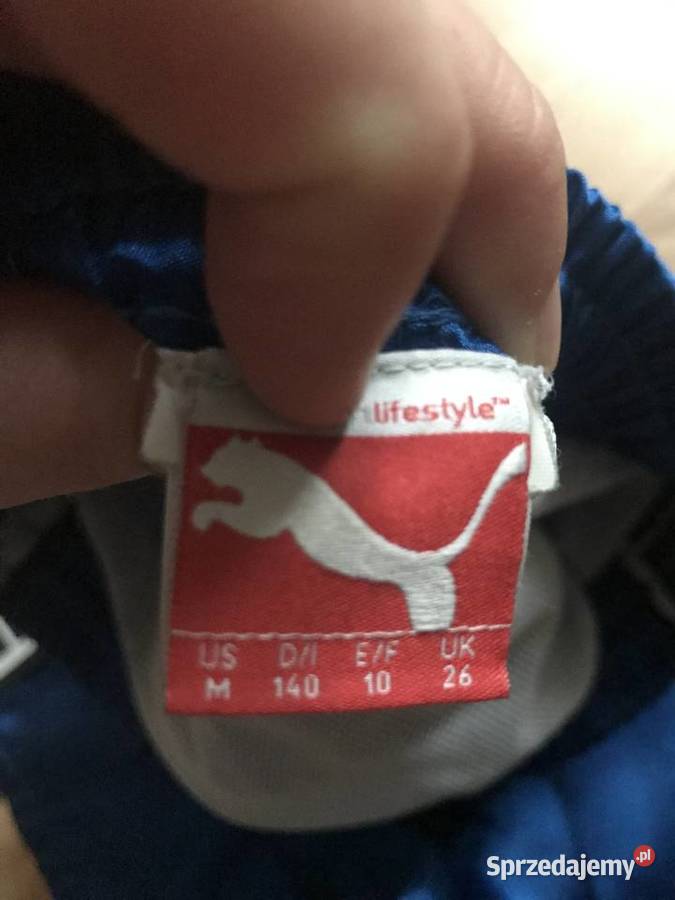 lifestyle™
US D/I E/F UK
M 140 10 26
Sprzedajemy.pl